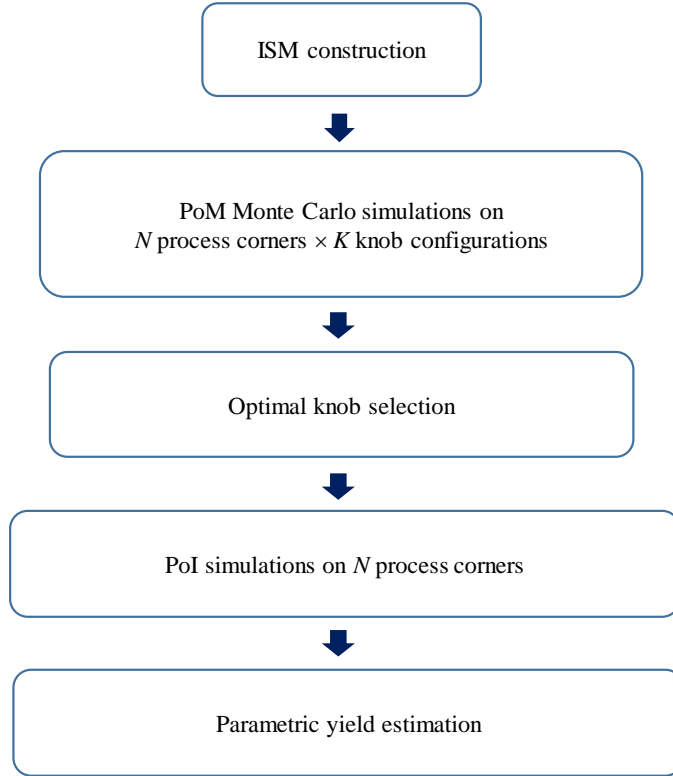 ISM construction
PoM Monte Carlo simulations on
N process corners × K knob configurations
Optimal knob selection
PoI simulations on N process corners
Parametric yield estimation